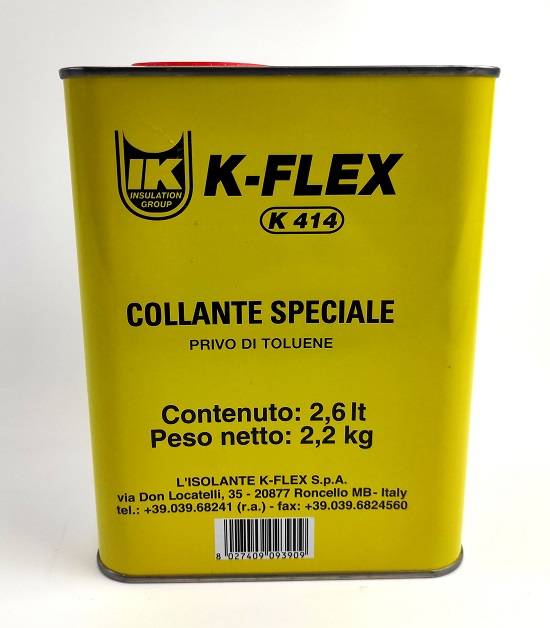 IK
INSULATION
GROUP
K-FLEX
K 414
COLLANTE SPECIALE
PRIVO DI TOLUENE
Contenuto: 2,6 lt
Peso netto: 2,2 kg
L'ISOLANTE K-FLEX S.p.A.
via Don Locatelli, 35 - 20877 Roncello MB- Italy
tel.: +39.039.68241 (r.a.) - fax: +39.039.6824560
8 027409 093909